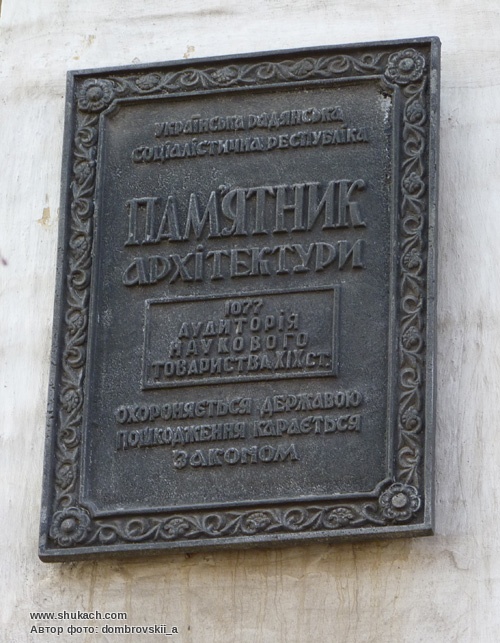 УКРАЇНСЬКА РАДЯНСЬКА
СОЦІАЛІСТИЧНА РЕСПУБЛІКА
ПАМ'ЯТНИК
АРХІТЕКТУРИ
1077
АУДИТОРІЯ
НАУКОВОГО
ТОВАРИСТВА XIX СТ.
ОХОРОНЯЄТЬСЯ ДЕРЖАВОЮ
ПОШКОДЖЕННЯ КАРАЄТЬСЯ
ЗАКОНОМ
www.shukach.com
Автор фото: dombrovskii_a